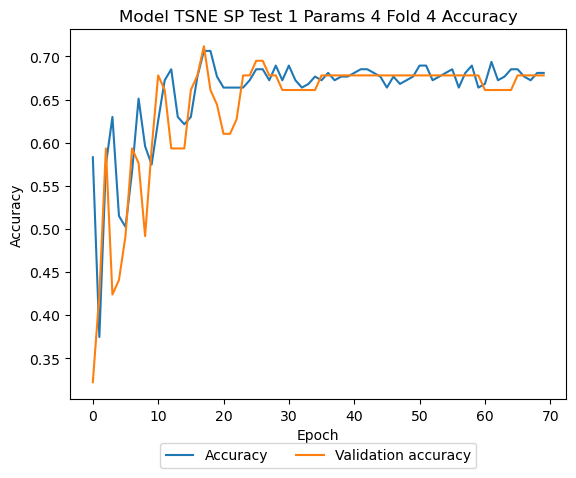 Model TSNE SP Test 1 Params 4 Fold 4 Accuracy
0.70
0.65
0.60
0.55
0.50
0.45
0.40
0.35
Accuracy
0 10 20 30 40 50 60 70
Epoch
Accuracy Validation accuracy